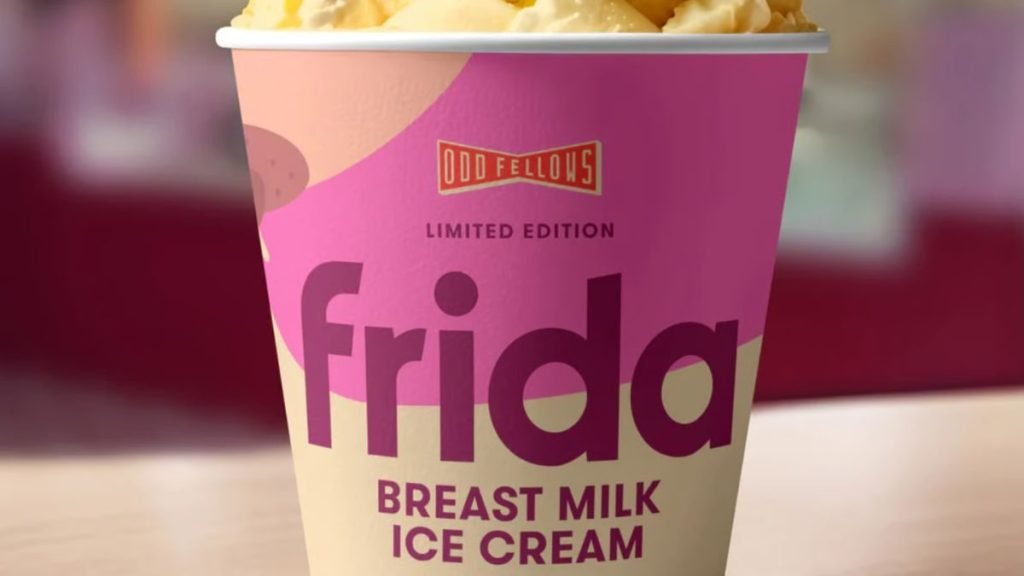 ODD FELLOWS
LIMITED EDITION
frida
BREAST MILK
ICE CREAM